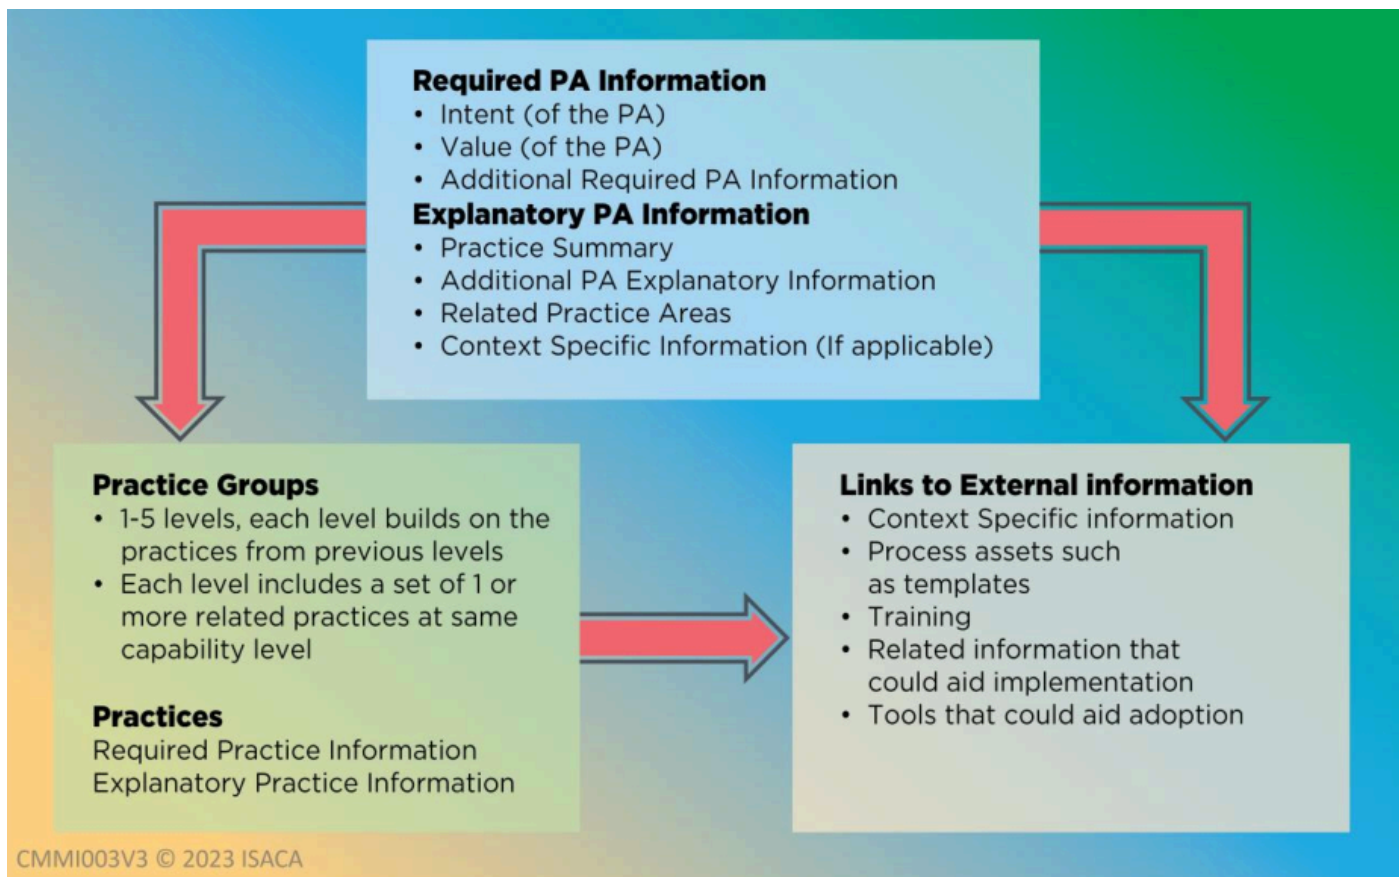 Required PA Information
• Intent (of the PA)
• Value (of the PA)
• Additional Required PA Information
Explanatory PA Information
• Practice Summary
• Additional PA Explanatory Information
• Related Practice Areas
• Context Specific Information (If applicable)
Practice Groups
• 1-5 levels, each level builds on the
practices from previous levels
• Each level includes a set of 1 or
more related practices at same
capability level
Practices
Required Practice Information
Explanatory Practice Information
Links to External information
• Context Specific information
• Process assets such
as templates
• Training
• Related information that
could aid implementation
• Tools that could aid adoption
CMMI003V3 © 2023 ISACA